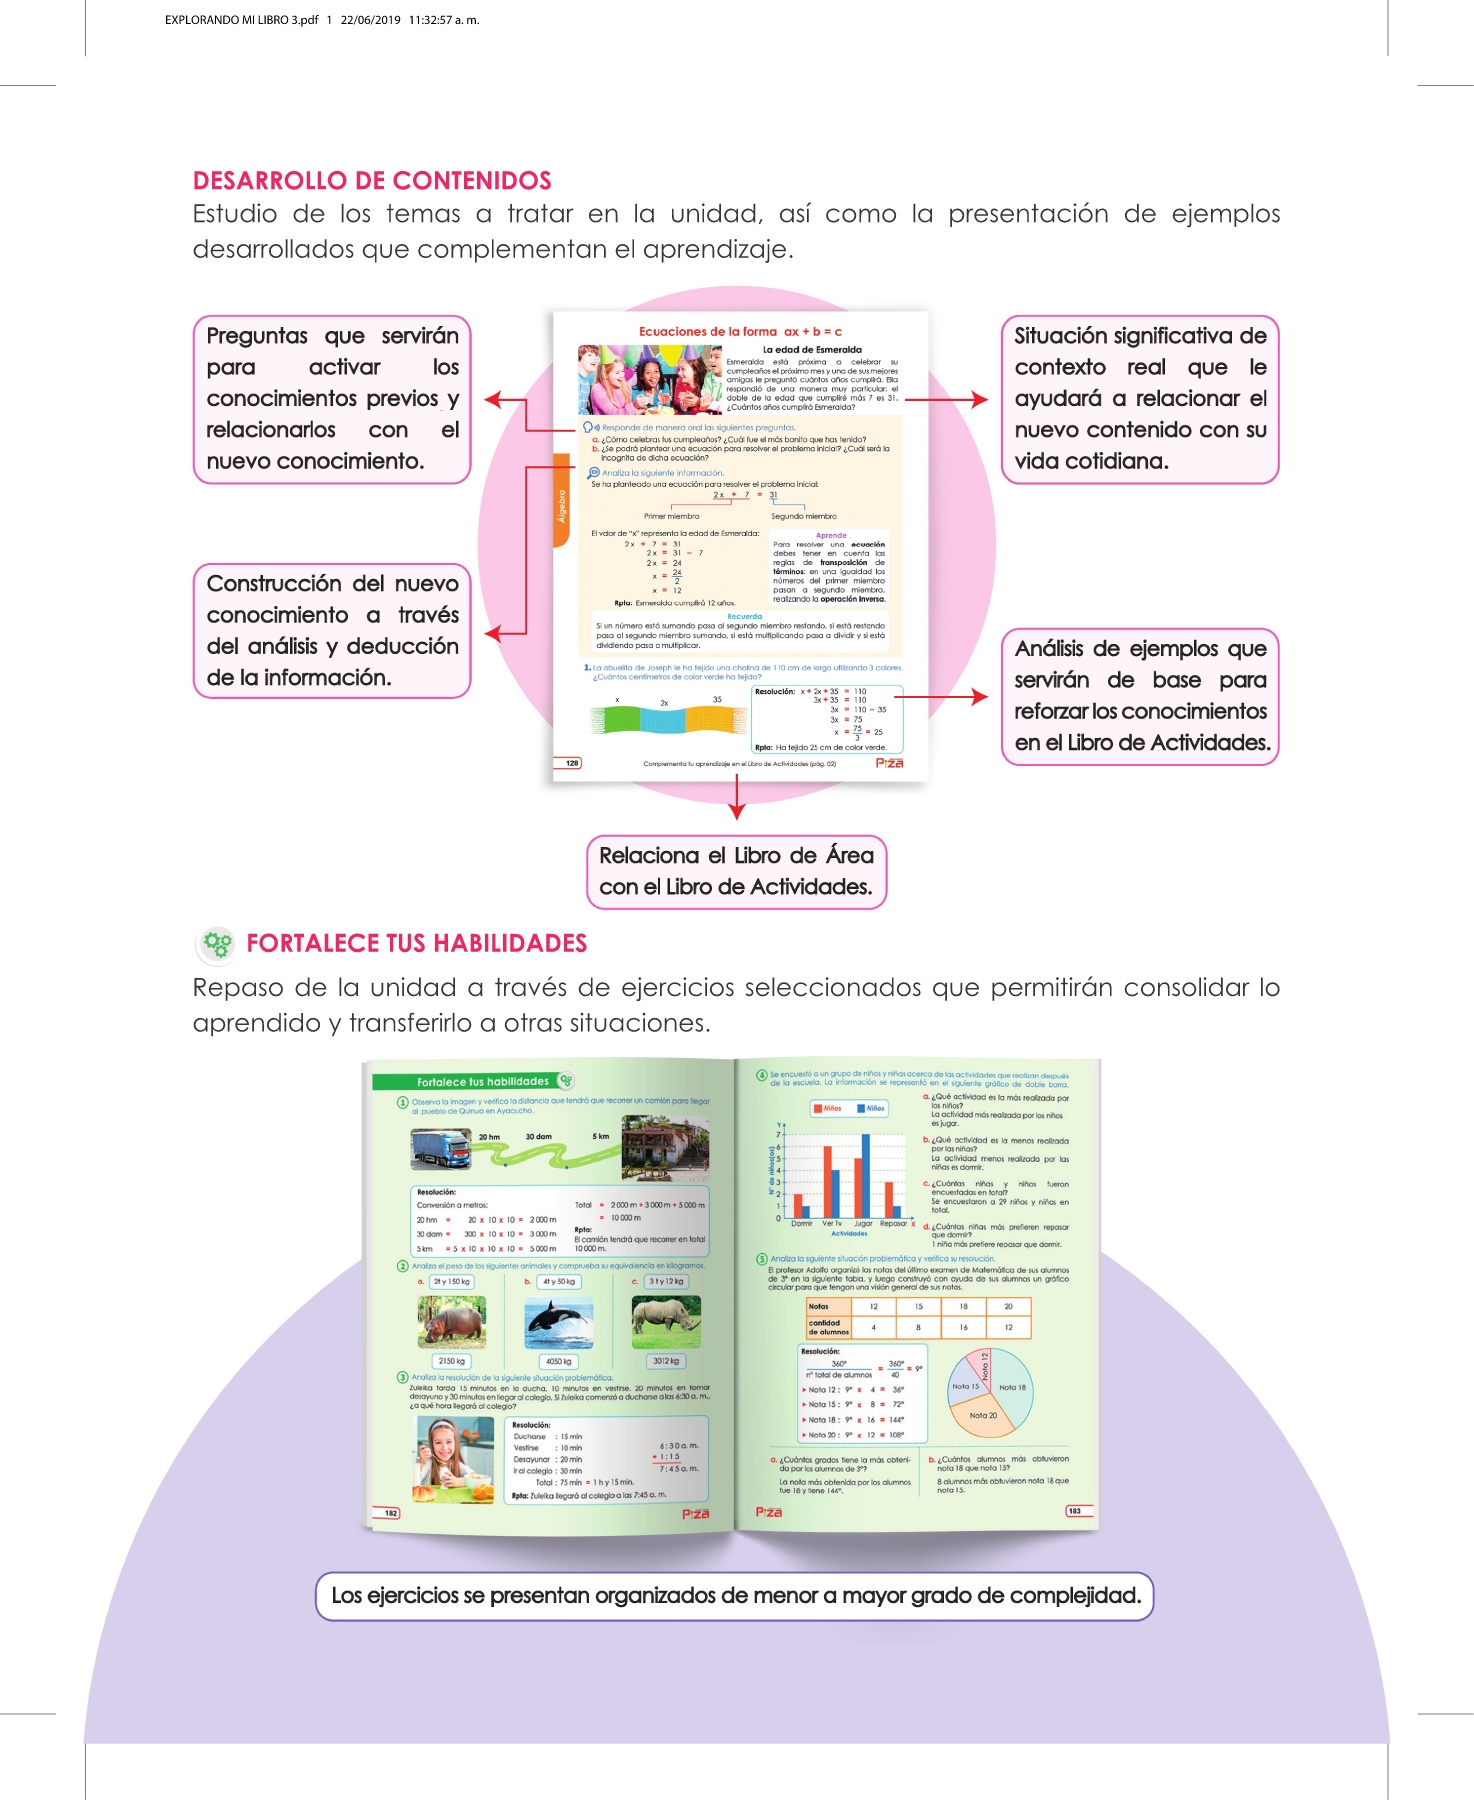 EXPLORANDO MI LIBRO 3.pdf 1 22/06/2019 11:32:57 a. m.
DESARROLLO DE CONTENIDOS
Estudio de los temas a tratar en la unidad, así como la presentación de ejemplos
desarrollados que complementan el aprendizaje.
Preguntas que servirán
para activar los
conocimientos previos y
relacionarlos con el
nuevo conocimiento.
Construcción del nuevo
conocimiento a través
del análisis y deducción
de la información.
Ecuaciones de la forma ax + b = c
La edad de Esmeralda
Esmeralda está próxima a celebrar su
cumpleaños el próximo mes y una de sus mejores
amigas le preguntó cuántos años cumplirá. Ella
respondió de una manera muy particular: el
doble de la edad que cumpliré más 7 es 31.
¿Cuántos años cumplirá Esmeralda?
Responde de manera oral las siguientes preguntas.
a. ¿Cómo celebras tus cumpleaños? ¿Cuál fue el más bonito que has tenido?
b. ¿Se podrá plantear una ecuación para resolver el problema inicial? ¿Cuál será la
incognita de dicha ecuación?
Analiza la siguiente información.
Se ha planteado una ecuación para resolver el problema inicial:
2x + 7 = 31
Primer miembro Segundo miembro
Álgebra
El valor de "x" representa la edad de Esmeralda:
2x + 7 = 31
2x = 31 - 7
2x = 24
x = 24
2
x = 12
Rpta: Esmeralda cumplirá 12 años.
Aprende
Para resolver una ecuación
debes tener en cuenta las
reglas de transposición de
términos: en una igualdad los
números del primer miembro
pasan a segundo miembro,
realizando la operación inversa.
Recuerda
Si un número está sumando pasa al segundo miembro restando, si está restando
pasa al segundo miembro sumando, si está multiplicando pasa a dividir y si está
dividiendo pasa a multiplicar.
1. La abuelita de Joseph le ha tejido una chalina de 110 cm de largo utilizando 3 colores.
¿Cuántos centímetros de color verde ha tejido?
x 2x 35
Resolución: x + 2x + 35 = 110
3x + 35 = 110
3x = 110 - 35
3x = 75
x = 75 = 25
3
Rpta: Ha tejido 25 cm de color verde.
128
Complementa tu aprendizaje en el Libro de Actividades (pág. 02)
Piza
Situación significativa de
contexto real que le
ayudará a relacionar el
nuevo contenido con su
vida cotidiana.
Análisis de ejemplos que
servirán de base para
reforzar los conocimientos
en el Libro de Actividades.
Relaciona el Libro de Área
con el Libro de Actividades.
FORTALECE TUS HABILIDADES
Repaso de la unidad a través de ejercicios seleccionados que permitirán consolidar lo
aprendido y transferirlo a otras situaciones.
Fortalece tus habilidades
1 Observa la imagen y verifica la distancia que tendrá que recorrer un camión para llegar
al pueblo de Quinua en Ayacucho.
20 hm 30 dam 5 km
Resolución:
Conversión a metros:
20 hm = 20 x 10 x 10 = 2 000 m
30 dam = 300 x 10 x 10 = 3 000 m
5 km = 5 x 10 x 10 x 10 = 5 000 m
Total = 2 000 m + 3 000 m + 5 000 m
= 10 000 m
Rpta:
El camión tendrá que recorrer en total
10 000 m.
2 Analiza el peso de los siguientes animales y comprueba su equivalencia en kilogramos.
a. 2t y 150 kg b. 4t y 50 kg c. 3 t y 12 kg
2150 kg 4050 kg 3012 kg
3 Analiza la resolución de la siguiente situación problemática.
Zuleika tarda 15 minutos en la ducha, 10 minutos en vestirse, 20 minutos en tomar
desayuno y 30 minutos en llegar al colegio. Si Zuleika comenzó a ducharse a las 6:30 a. m.,
¿a qué hora llegará al colegio?
Resolución:
Ducharse : 15 min
Vestirse : 10 min
Desayunar : 20 min
Ir al colegio : 30 min
Total : 75 min = 1 h y 15 min.
6 : 3 0 a. m.
+ 1 : 1 5
7 : 4 5 a. m.
Rpta: Zuleika llegará al colegio a las 7:45 a. m.
182
Piza
4 Se encuestó a un grupo de niños y niñas acerca de las actividades que realizan después
de la escuela. La información se representó en el siguiente gráfico de doble barra.
Niñas Niños
Y
7
6
5
4
3
2
1
0
N° de niños(as)
Dormir Ver Tv Jugar Repasar X
Actividades
a. ¿Qué actividad es la más realizada por
los niños?
La actividad más realizada por los niños
es jugar.
b. ¿Qué actividad es la menos realizada
por las niñas?
La actividad menos realizada por las
niñas es dormir.
c. ¿Cuántas niñas y niños fueron
encuestadas en total?
Se encuestaron a 29 niños y niñas en
total.
d. ¿Cuántas niñas más prefieren repasar
que dormir?
1 niña más prefiere repasar que dormir.
5 Analiza la siguiente situación problemática y verifica su resolución.
El profesor Adolfo organizó las notas del último examen de Matemática de sus alumnos
de 3° en la siguiente tabla, y luego construyó con ayuda de sus alumnos un gráfico
circular para que tengan una visión general de sus notas.
Notas 12 15 18 20
cantidad
de alumnos 4 8 16 12
Resolución:
360° = 360° = 9°
n° total de alumnos 40
Nota 12 : 9° x 4 = 36°
Nota 15 : 9° x 8 = 72°
Nota 18 : 9° x 16 = 144°
Nota 20 : 9° x 12 = 108°
Nota 12
Nota 15
Nota 18
Nota 20
a. ¿Cuántos grados tiene la más obteni-
da por los alumnos de 3°?
La nota más obtenida por los alumnos
fue 18 y tiene 144°.
b. ¿Cuántos alumnos más obtuvieron
nota 18 que nota 15?
8 alumnos más obtuvieron nota 18 que
nota 15.
Piza
183
Los ejercicios se presentan organizados de menor a mayor grado de complejidad.